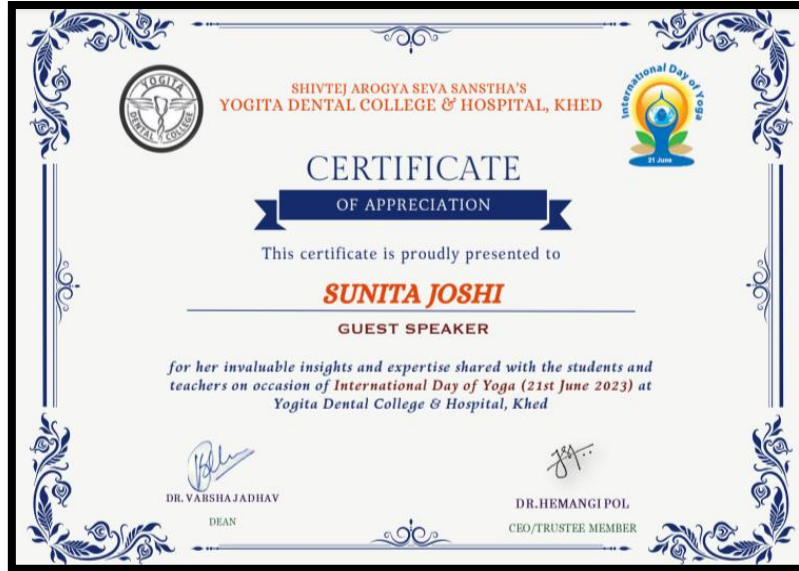 SHIVTEJ AROGYA SEVA SANSTHA'S
YOGITA DENTAL COLLEGE & HOSPITAL, KHED
YOGITA
DENTAL COLLEGE
International Day of Yoga
21 June
CERTIFICATE
OF APPRECIATION
This certificate is proudly presented to
SUNITA JOSHI
GUEST SPEAKER
for her invaluable insights and expertise shared with the students and
teachers on occasion of International Day of Yoga (21st June 2023) at
Yogita Dental College & Hospital, Khed
DR. VARSHA JADHAV
DEAN
DR.HEMANGI POL
CEO/TRUSTEE MEMBER